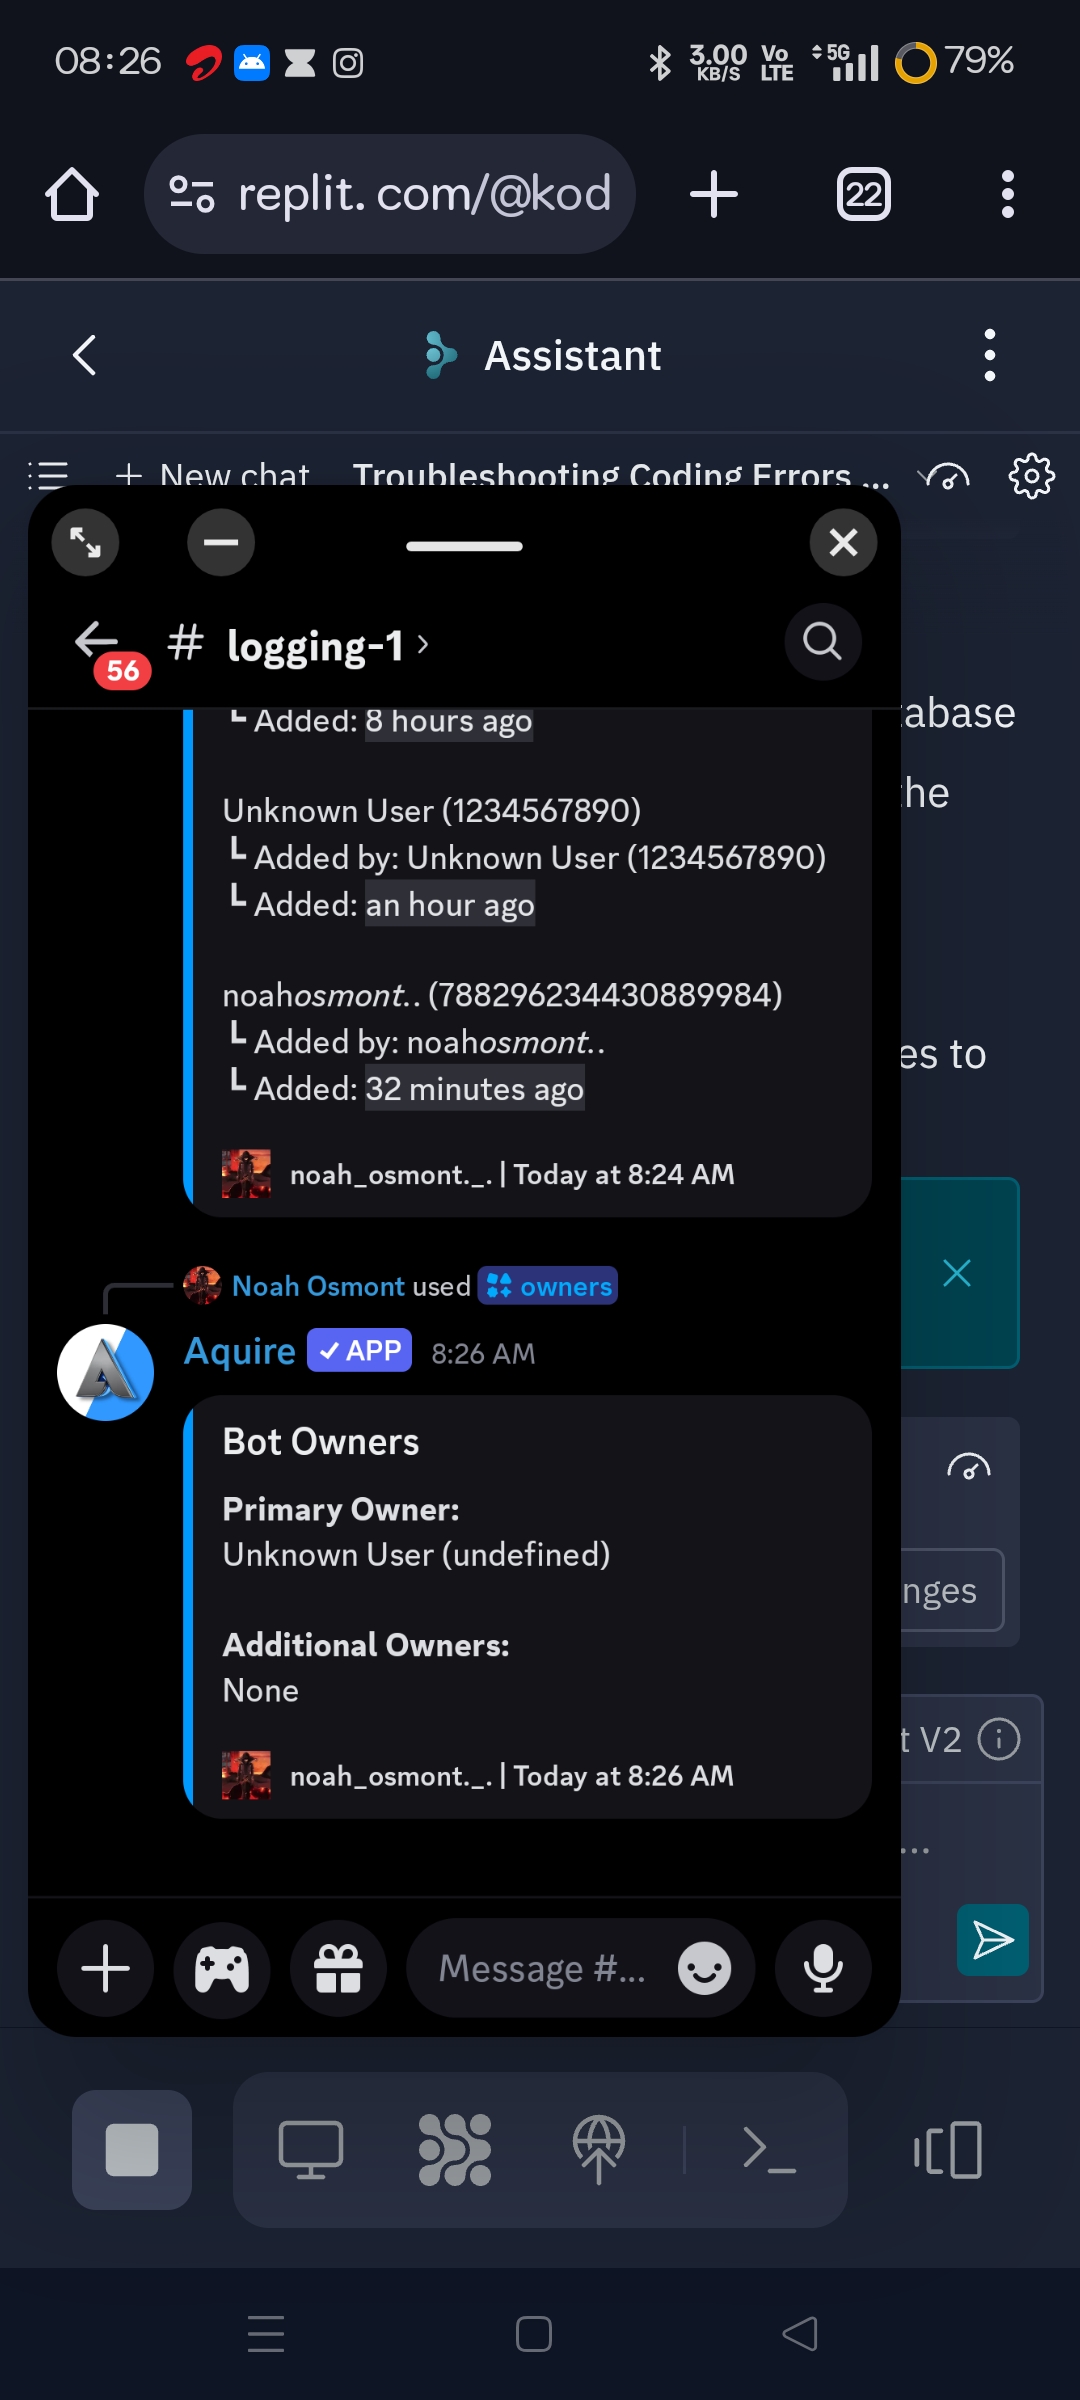 08:26 3.00 KB/S Vo LTE 5G 79%
replit.com/@kod 22
Assistant
New chat Troubleshooting Coding Errors ...
56 # logging-1 ›
Added: 8 hours ago
abase
Unknown User (1234567890)
the
Added by: Unknown User (1234567890)
Added: an hour ago
noahosmont.. (788296234430889984)
Added by: noahosmont..
es to
Added: 32 minutes ago
noah_osmont._. | Today at 8:24 AM
Noah Osmont used owners
Aquire ✓ APP 8:26 AM
Bot Owners
Primary Owner:
Unknown User (undefined)
nges
Additional Owners:
None
t V2
noah_osmont._. | Today at 8:26 AM
...
Message #...